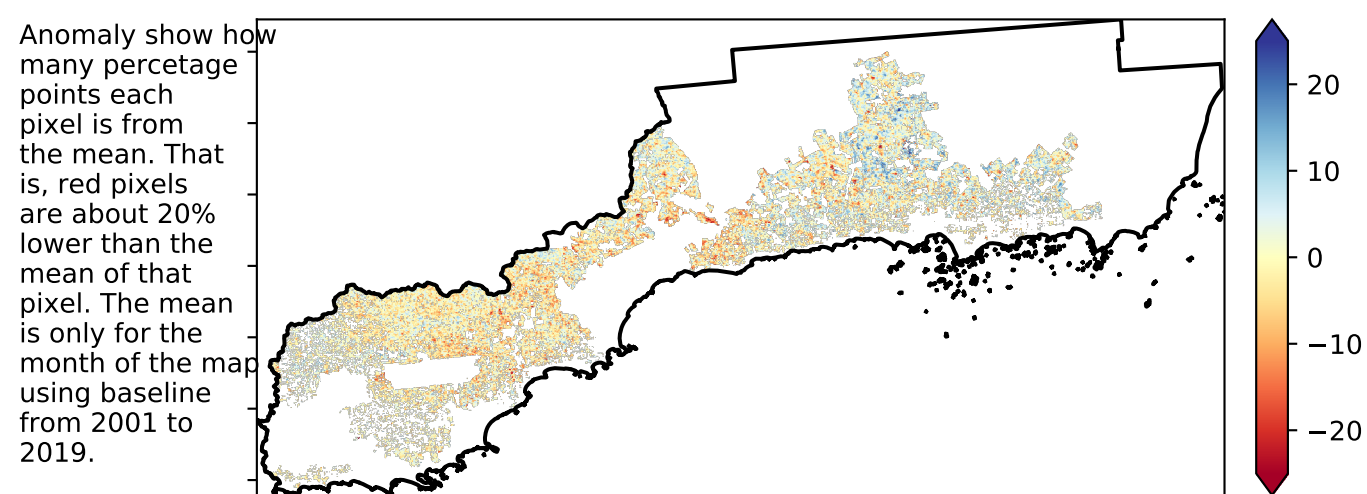 Anomaly show how
many percetage
points each
pixel is from
the mean. That
is, red pixels
are about 20%
lower than the
mean of that
pixel. The mean
is only for the
month of the map
using baseline
from 2001 to
2019.
20
10
0
−10
−20